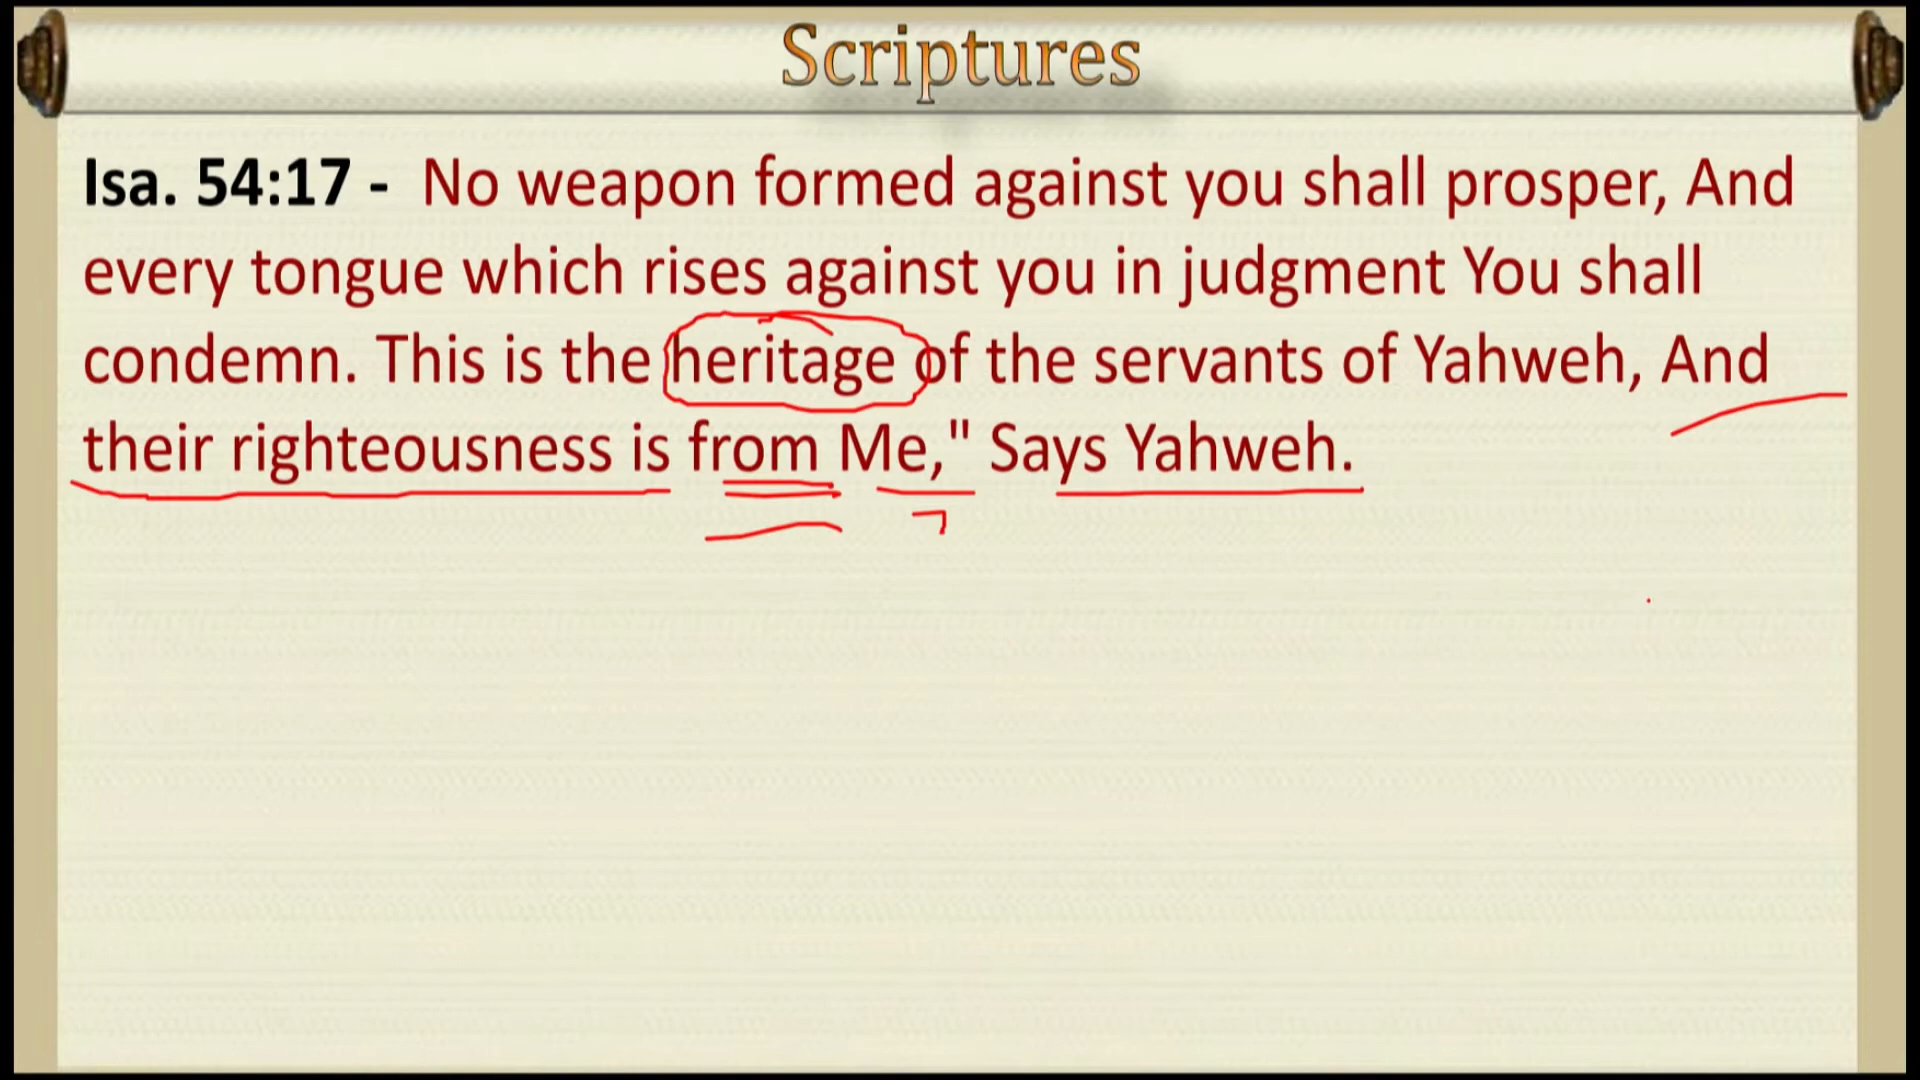 Scriptures
Isa. 54:17 - No weapon formed against you shall prosper, And
every tongue which rises against you in judgment You shall
condemn. This is the heritage of the servants of Yahweh, And
their righteousness is from Me," Says Yahweh.